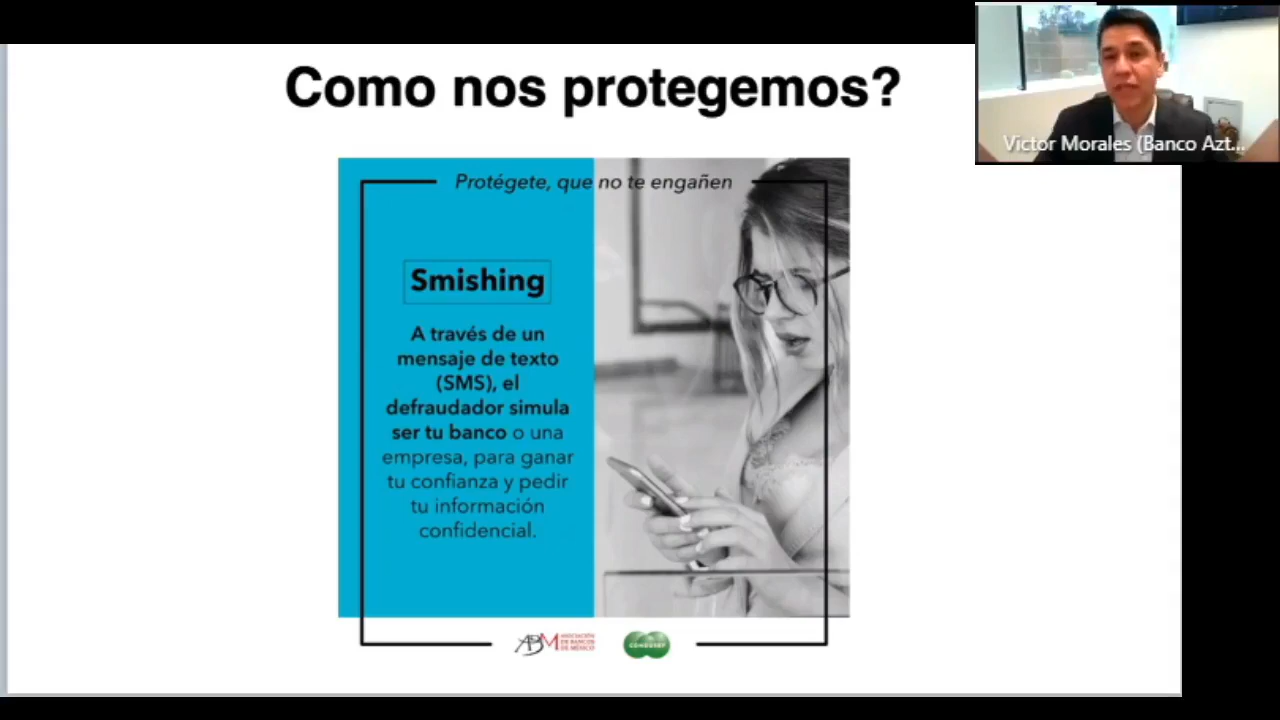 Como nos protegemos?
Victor Morales (Banco Azt...
Protégete, que no te engañen
Smishing
A través de un
mensaje de texto
(SMS), el
defraudador simula
ser tu banco o una
empresa, para ganar
tu confianza y pedir
tu información
confidencial.
ABM
ASOCIACIÓN
DE BANCOS
DE MÉXICO
CONDUSEF